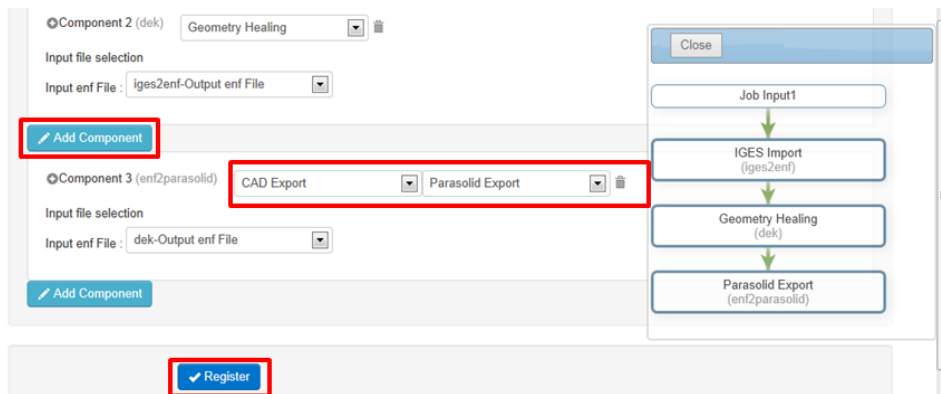 Component 2 (dek) Geometry Healing
Input file selection
Input enf File : iges2enf-Output enf File
Add Component
Component 3 (enf2parasolid) CAD Export Parasolid Export
Input file selection
Input enf File : dek-Output enf File
Add Component
Register
Close
Job Input1
IGES Import
(iges2enf)
Geometry Healing
(dek)
Parasolid Export
(enf2parasolid)